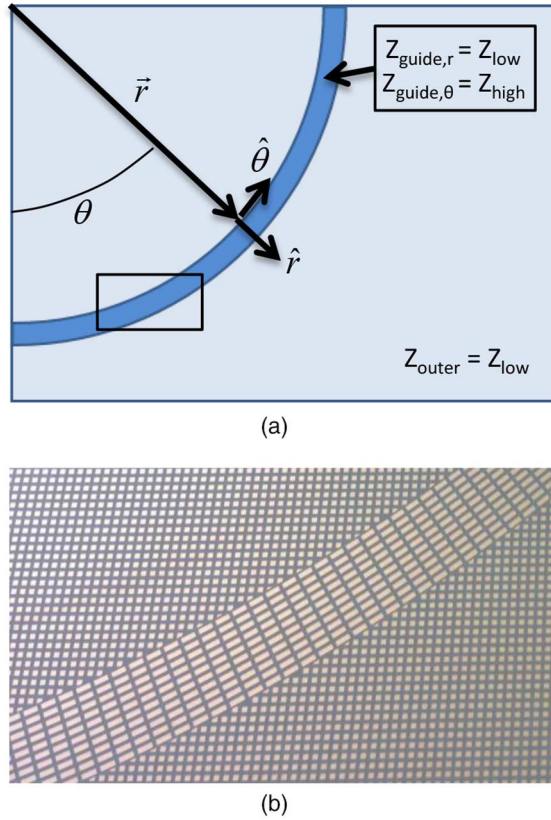 Z_guide,r = Z_low
Z_guide,θ = Z_high
r⃗
θ̂
θ
r̂
Z_outer = Z_low
(a)
(b)